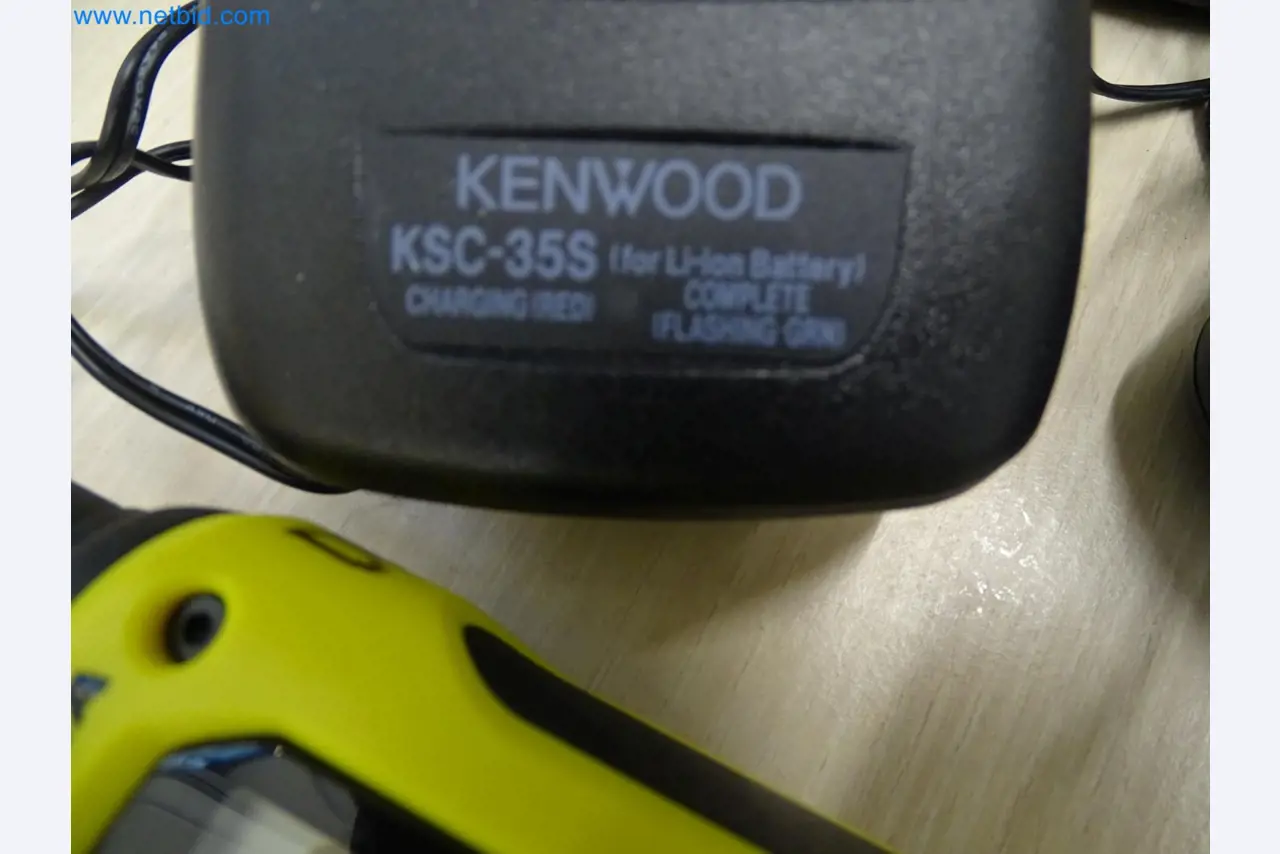 www.netbid.com
KENWOOD
KSC-35S (for Li-ion Battery)
CHARGING (RED)
COMPLETE
(FLASHING GRN)